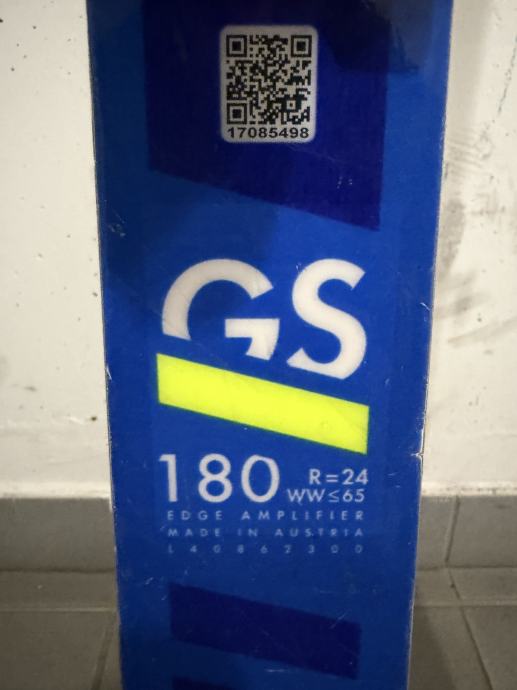 17085498
GS
180 R=24
WW≤65
EDGE AMPLIFIER
MADE IN AUSTRIA
L40862300